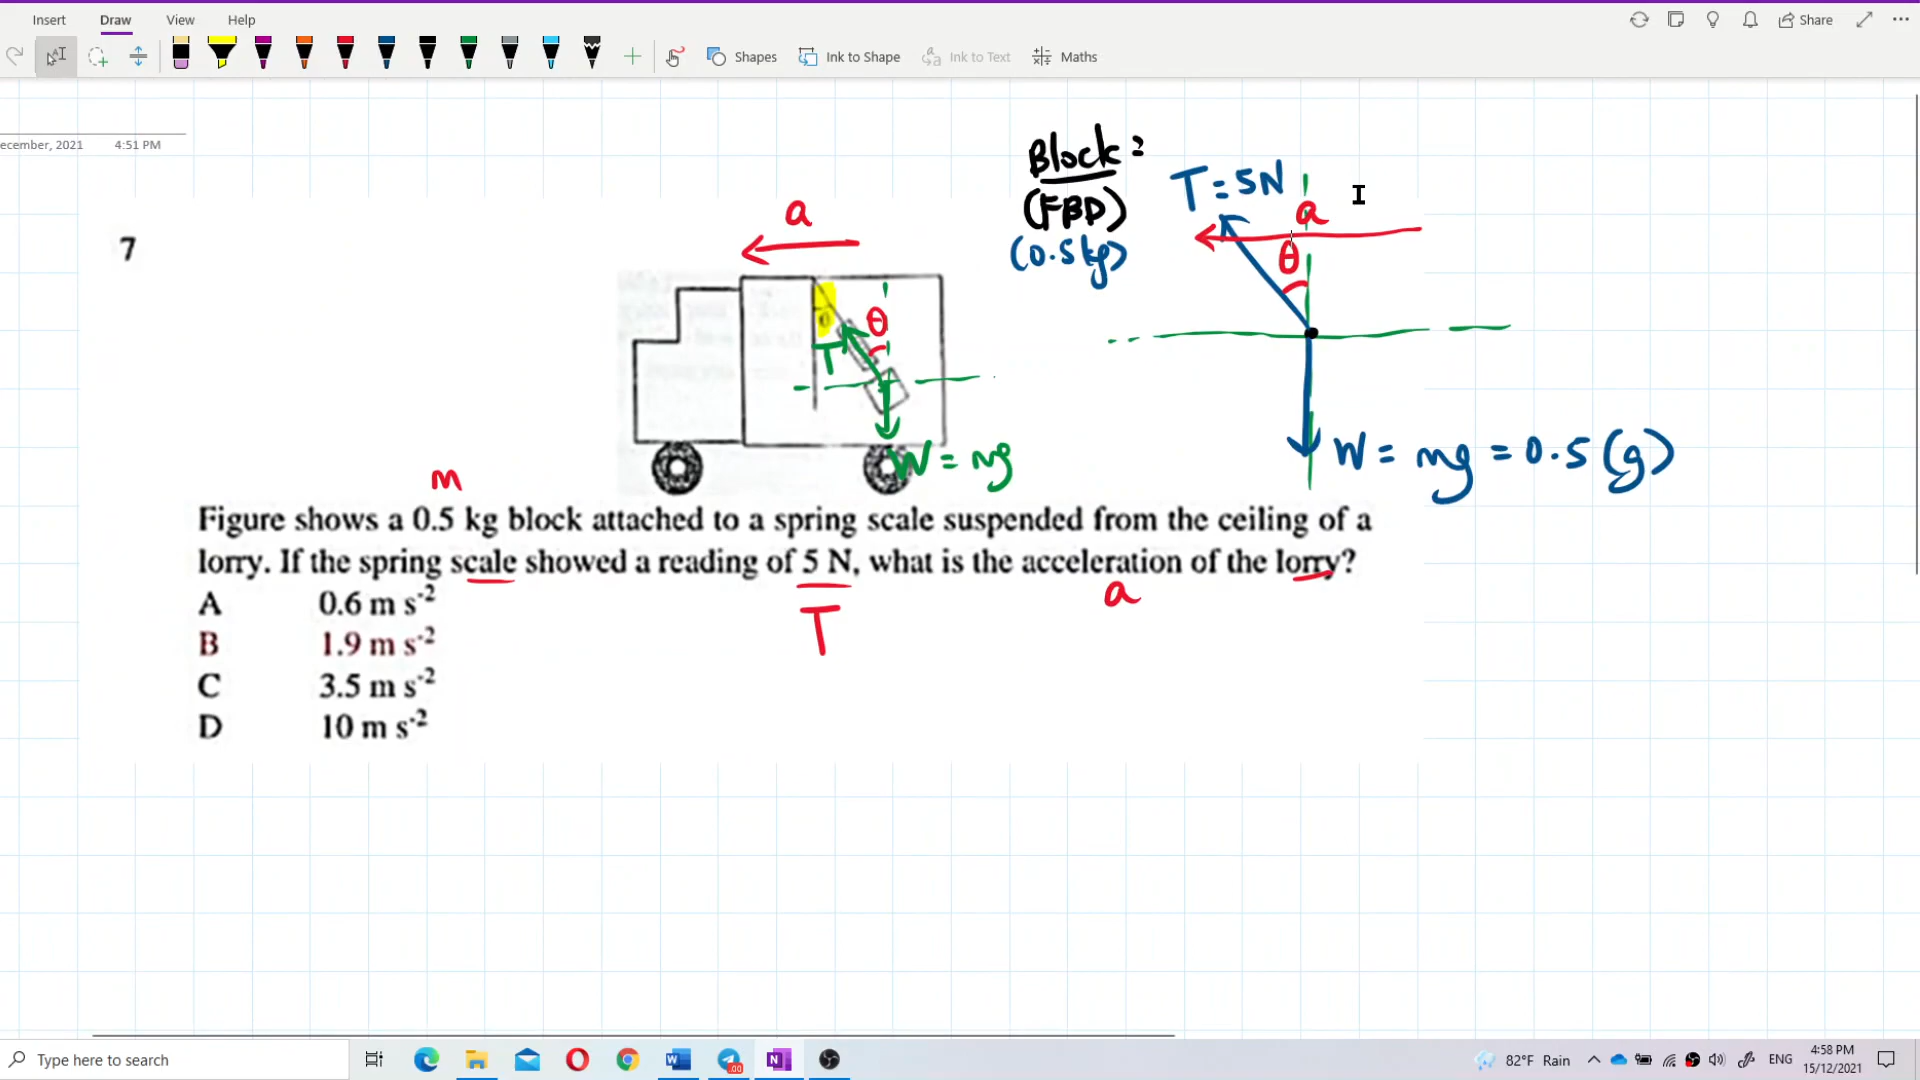 Insert Draw View Help
Share
Shapes Ink to Shape Ink to Text Maths
ecember, 2021 4:51 PM
Block:
(FBD)
(0.5kg)
T = 5N
a
θ
W = mg = 0.5 (g)
7
a
θ
θ
T
W = mg
m
Figure shows a 0.5 kg block attached to a spring scale suspended from the ceiling of a
lorry. If the spring scale showed a reading of 5 N, what is the acceleration of the lorry?
T
a
A 0.6 m s⁻²
B 1.9 m s⁻²
C 3.5 m s⁻²
D 10 m s⁻²
Type here to search
82°F Rain
ENG
4:58 PM
15/12/2021